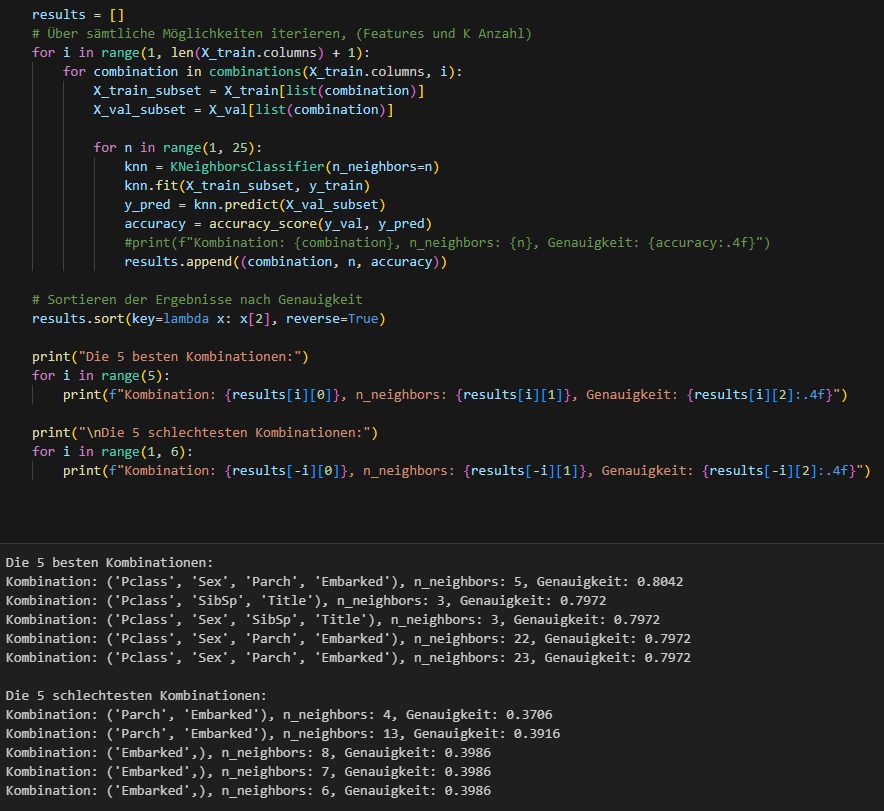 results = []
# Über sämtliche Möglichkeiten iterieren, (Features und K Anzahl)
for i in range(1, len(X_train.columns) + 1):
    for combination in combinations(X_train.columns, i):
        X_train_subset = X_train[list(combination)]
        X_val_subset = X_val[list(combination)]

        for n in range(1, 25):
            knn = KNeighborsClassifier(n_neighbors=n)
            knn.fit(X_train_subset, y_train)
            y_pred = knn.predict(X_val_subset)
            accuracy = accuracy_score(y_val, y_pred)
            #print(f"Kombination: {combination}, n_neighbors: {n}, Genauigkeit: {accuracy:.4f}")
            results.append((combination, n, accuracy))

# Sortieren der Ergebnisse nach Genauigkeit
results.sort(key=lambda x: x[2], reverse=True)

print("Die 5 besten Kombinationen:")
for i in range(5):
    print(f"Kombination: {results[i][0]}, n_neighbors: {results[i][1]}, Genauigkeit: {results[i][2]:.4f}")

print("\nDie 5 schlechtesten Kombinationen:")
for i in range(1, 6):
    print(f"Kombination: {results[-i][0]}, n_neighbors: {results[-i][1]}, Genauigkeit: {results[-i][2]:.4f}")

Die 5 besten Kombinationen:
Kombination: ('Pclass', 'Sex', 'Parch', 'Embarked'), n_neighbors: 5, Genauigkeit: 0.8042
Kombination: ('Pclass', 'SibSp', 'Title'), n_neighbors: 3, Genauigkeit: 0.7972
Kombination: ('Pclass', 'Sex', 'SibSp', 'Title'), n_neighbors: 3, Genauigkeit: 0.7972
Kombination: ('Pclass', 'Sex', 'Parch', 'Embarked'), n_neighbors: 22, Genauigkeit: 0.7972
Kombination: ('Pclass', 'Sex', 'Parch', 'Embarked'), n_neighbors: 23, Genauigkeit: 0.7972

Die 5 schlechtesten Kombinationen:
Kombination: ('Parch', 'Embarked'), n_neighbors: 4, Genauigkeit: 0.3706
Kombination: ('Parch', 'Embarked'), n_neighbors: 13, Genauigkeit: 0.3916
Kombination: ('Embarked',), n_neighbors: 8, Genauigkeit: 0.3986
Kombination: ('Embarked',), n_neighbors: 7, Genauigkeit: 0.3986
Kombination: ('Embarked',), n_neighbors: 6, Genauigkeit: 0.3986